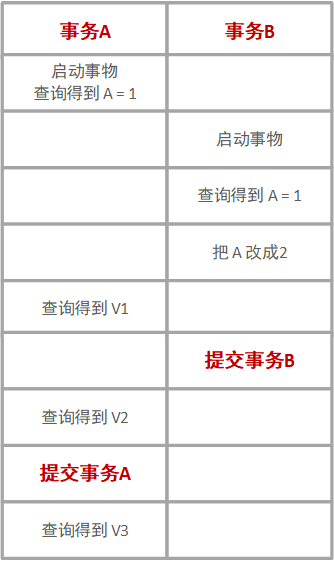 事务A 事务B
启动事物
查询得到 A = 1
启动事物
查询得到 A = 1
把 A 改成2
查询得到 V1
提交事务B
查询得到 V2
提交事务A
查询得到 V3